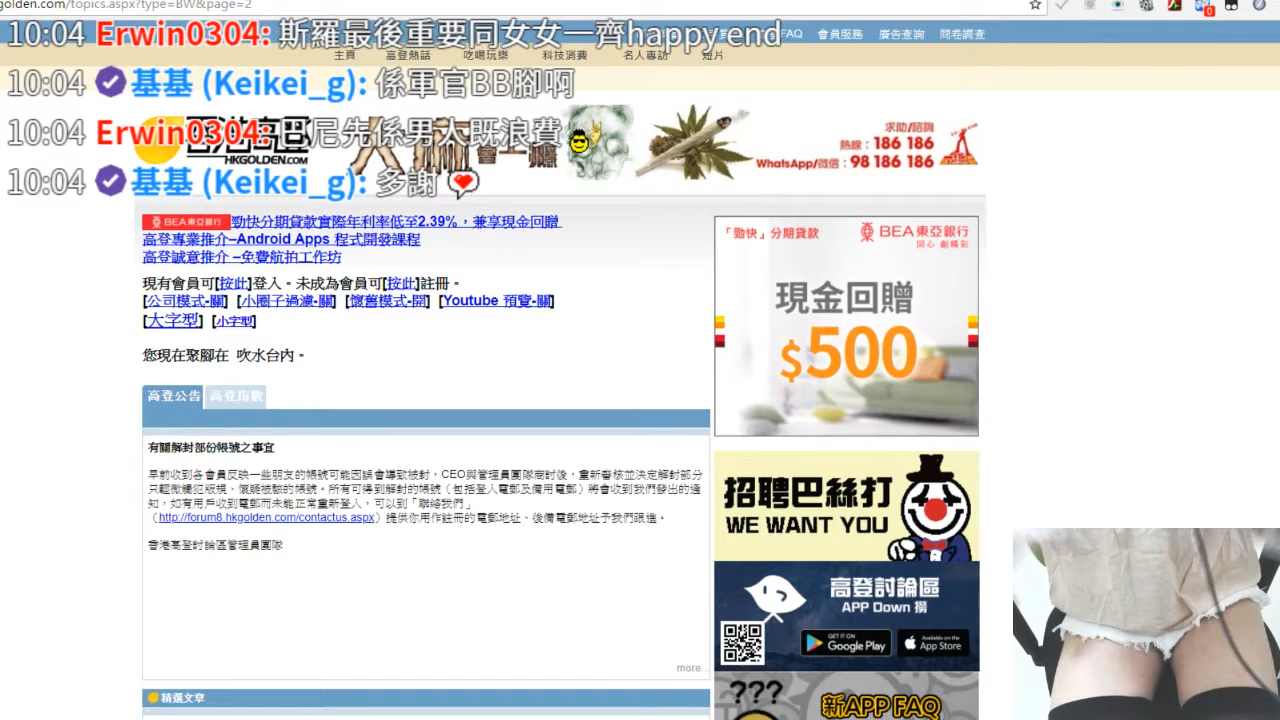 golden.com/topics.aspx?type=BW&page=2
10:04 Erwin0304: 斯羅最後重要同女女一齊happy end
FAQ 會員服務 廣告查詢 問卷調查
主頁 高登熱話 吃喝玩樂 科技消費 名人專訪 短片
10:04 基基 (Keikei_g): 係軍官BB腳啊
10:04 Erwin0304: 巴尼先係男人既浪費
HKGOLDEN.COM
求助/諮詢
熱線:186 186
WhatsApp/微信:98 186 186
10:04 基基 (Keikei_g): 多謝
BEA東亞銀行 勁快分期貸款實際年利率低至2.39%,兼享現金回贈
高登專業推介–Android Apps 程式開發課程
高登誠意推介 –免費航拍工作坊
現有會員可[按此]登入。未成為會員可[按此]註冊。
[公司模式-關] [小圈子過濾-關] [懷舊模式-開] [Youtube 預覽-關]
[大字型] [小字型]
您現在聚腳在 吹水台內。
高登公告 高登指數
有關解封部份帳號之事宜
早前收到各會員反映一些朋友的帳號可能因誤會導致被封,CEO與管理員團隊商討後,重新審核並決定解封部分
只輕微觸犯版規、懷疑被駭的帳號。所有可得到解封的帳號(包括登入電郵及備用電郵)將會收到我們發出的通
知,如有用戶收到電郵而未能正常重新登入,可以到「聯絡我們」
(http://forum8.hkgolden.com/contactus.aspx)提供你用作註冊的電郵地址、後備電郵地址予我們跟進。
香港高登討論區管理員團隊
more...
精選文章
「勁快」分期貸款
BEA東亞銀行
開心 創精彩
現金回贈
$500
招聘巴絲打
WE WANT YOU
高登討論區
APP Down 撈
GET IT ON
Google Play
Available on the
App Store
???
新APP FAQ